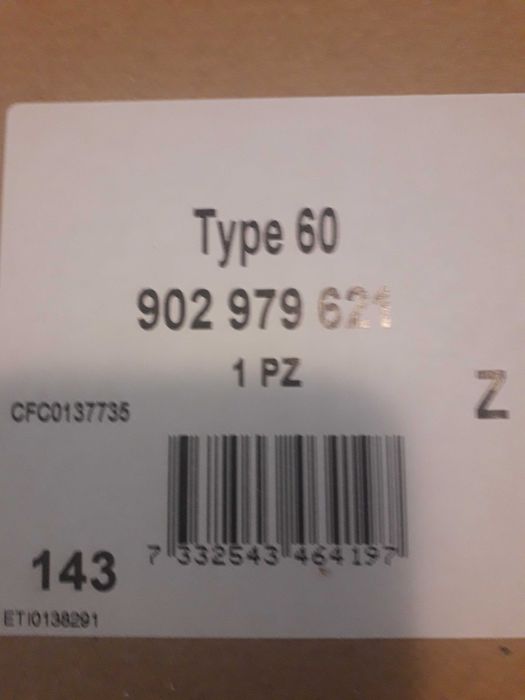 Type 60
902 979 621
1 PZ
Z
CFC0137735
7 332543 464197
143
ETI0138291